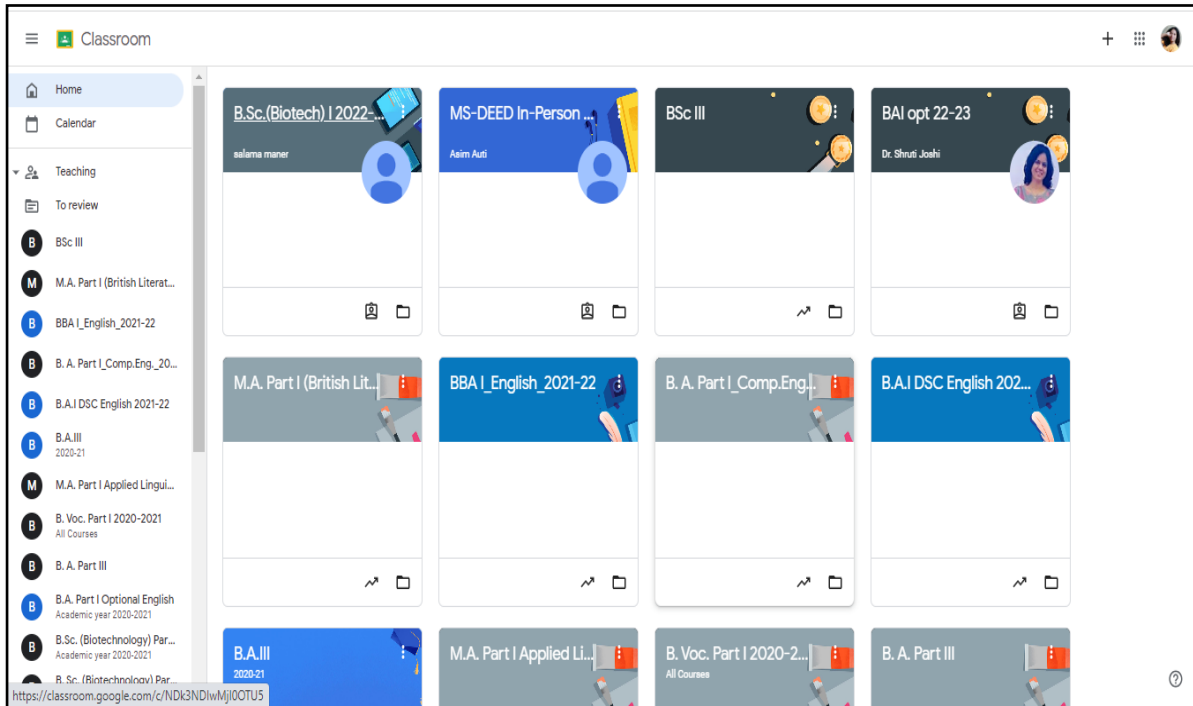 Classroom
Home
Calendar
Teaching
To review
B
BSc III
M
M.A. Part I (British Literat...
B
BBA I_English_2021-22
B
B. A. Part I_Comp.Eng._20...
B
B.A.I DSC English 2021-22
B
B.A.III
2020-21
M
M.A. Part I Applied Lingui...
B
B. Voc. Part I 2020-2021
All Courses
B
B. A. Part III
B
B.A. Part I Optional English
Academic year 2020-2021
B
B.Sc. (Biotechnology) Par...
Academic year 2020-2021
B
B. Sc. (Biotechnology) Par...
B.Sc.(Biotech) I 2022-...
salama maner
MS-DEED In-Person ...
Asim Auti
BSc III
BAI opt 22-23
Dr. Shruti Joshi
M.A. Part I (British Lit...
BBA I_English_2021-22
B. A. Part I_Comp.Eng...
B.A.I DSC English 202...
B.A.III
2020-21
M.A. Part I Applied Li...
B. Voc. Part I 2020-2...
All Courses
B. A. Part III